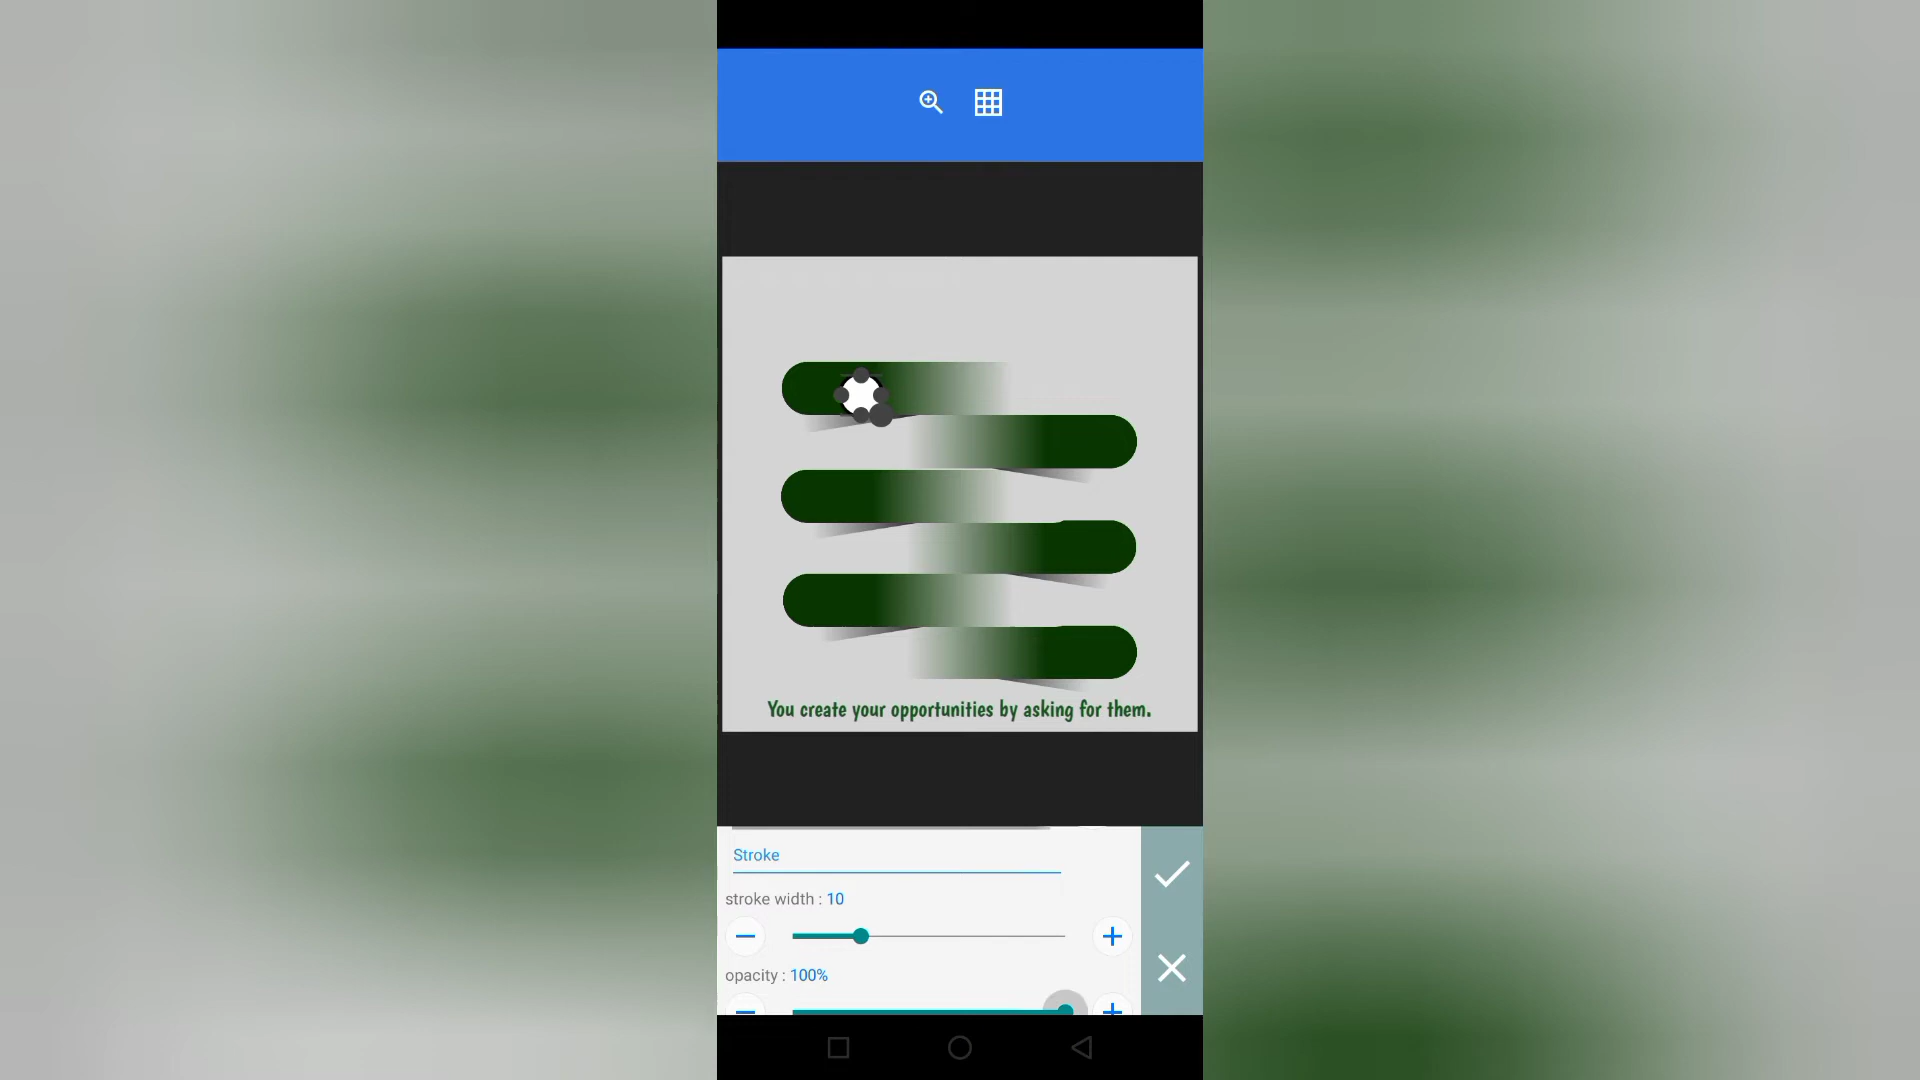 You create your opportunities by asking for them.
Stroke
stroke width : 10
opacity : 100%